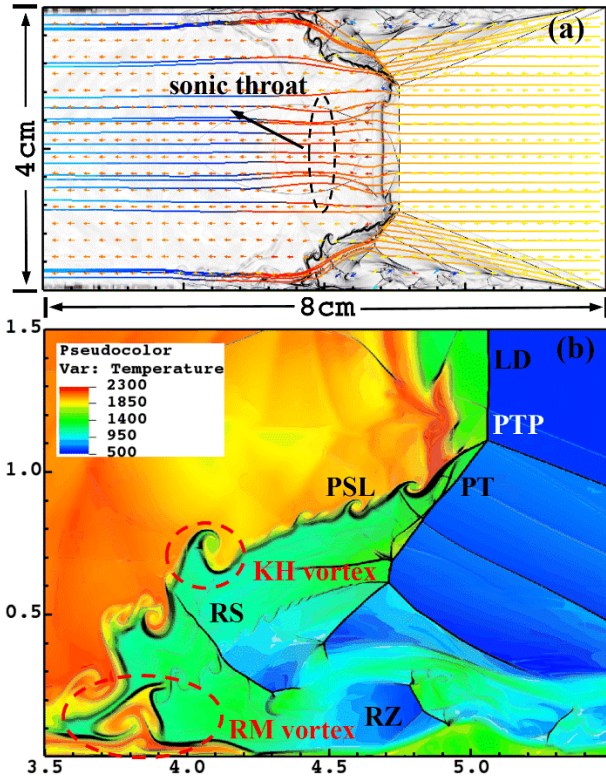 (a)
sonic throat
4cm
8cm
1.5
(b)
Pseudocolor
Var: Temperature
2300
1850
1400
950
500
LD
PTP
1.0
PSL
PT
KH vortex
0.5
RS
RM vortex
RZ
0
3.5
4.0
4.5
5.0